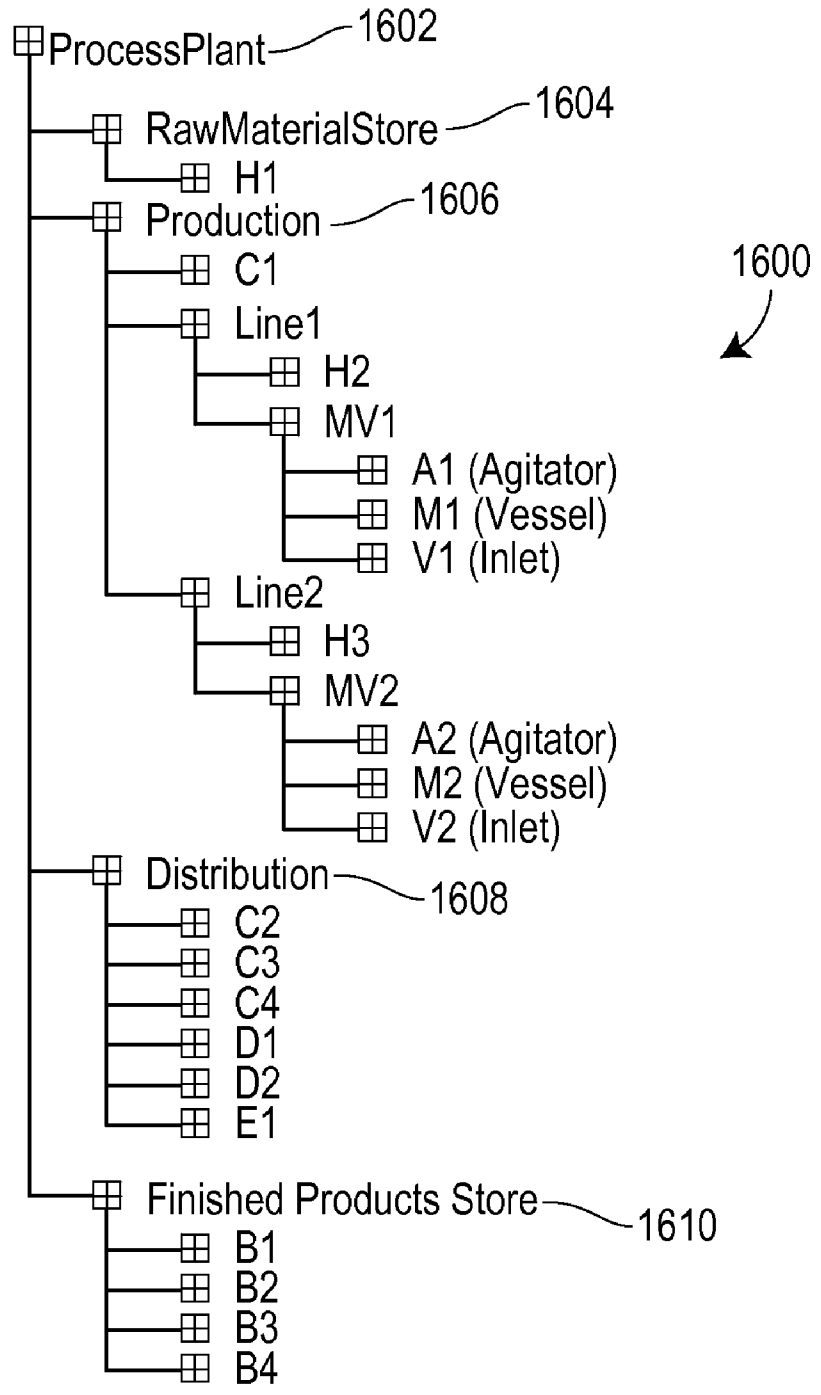 ProcessPlant 1602
RawMaterialStore 1604
H1
Production 1606
C1
1600
Line1
H2
MV1
A1 (Agitator)
M1 (Vessel)
V1 (Inlet)
Line2
H3
MV2
A2 (Agitator)
M2 (Vessel)
V2 (Inlet)
Distribution 1608
C2
C3
C4
D1
D2
E1
Finished Products Store 1610
B1
B2
B3
B4